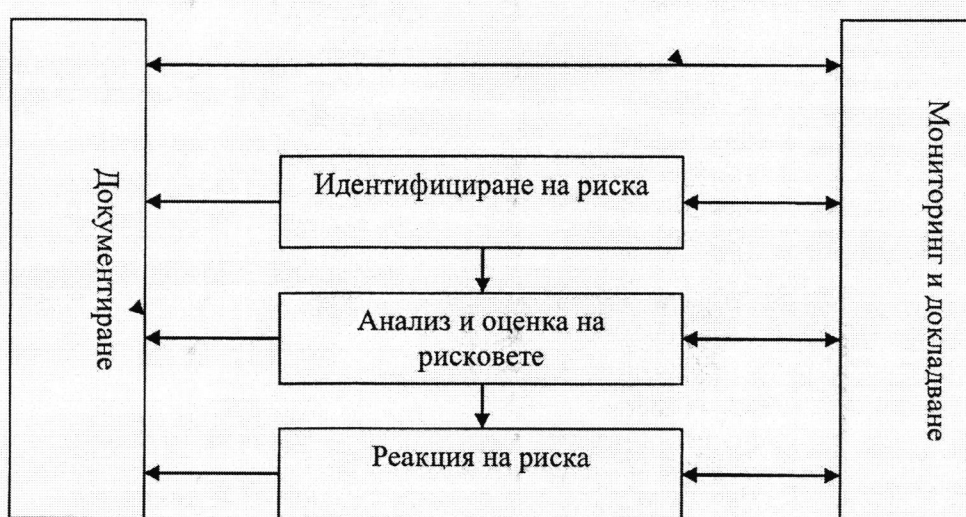 Документиране
Идентифициране на риска
Анализ и оценка на
рисковете
Реакция на риска
Мониторинг и докладване